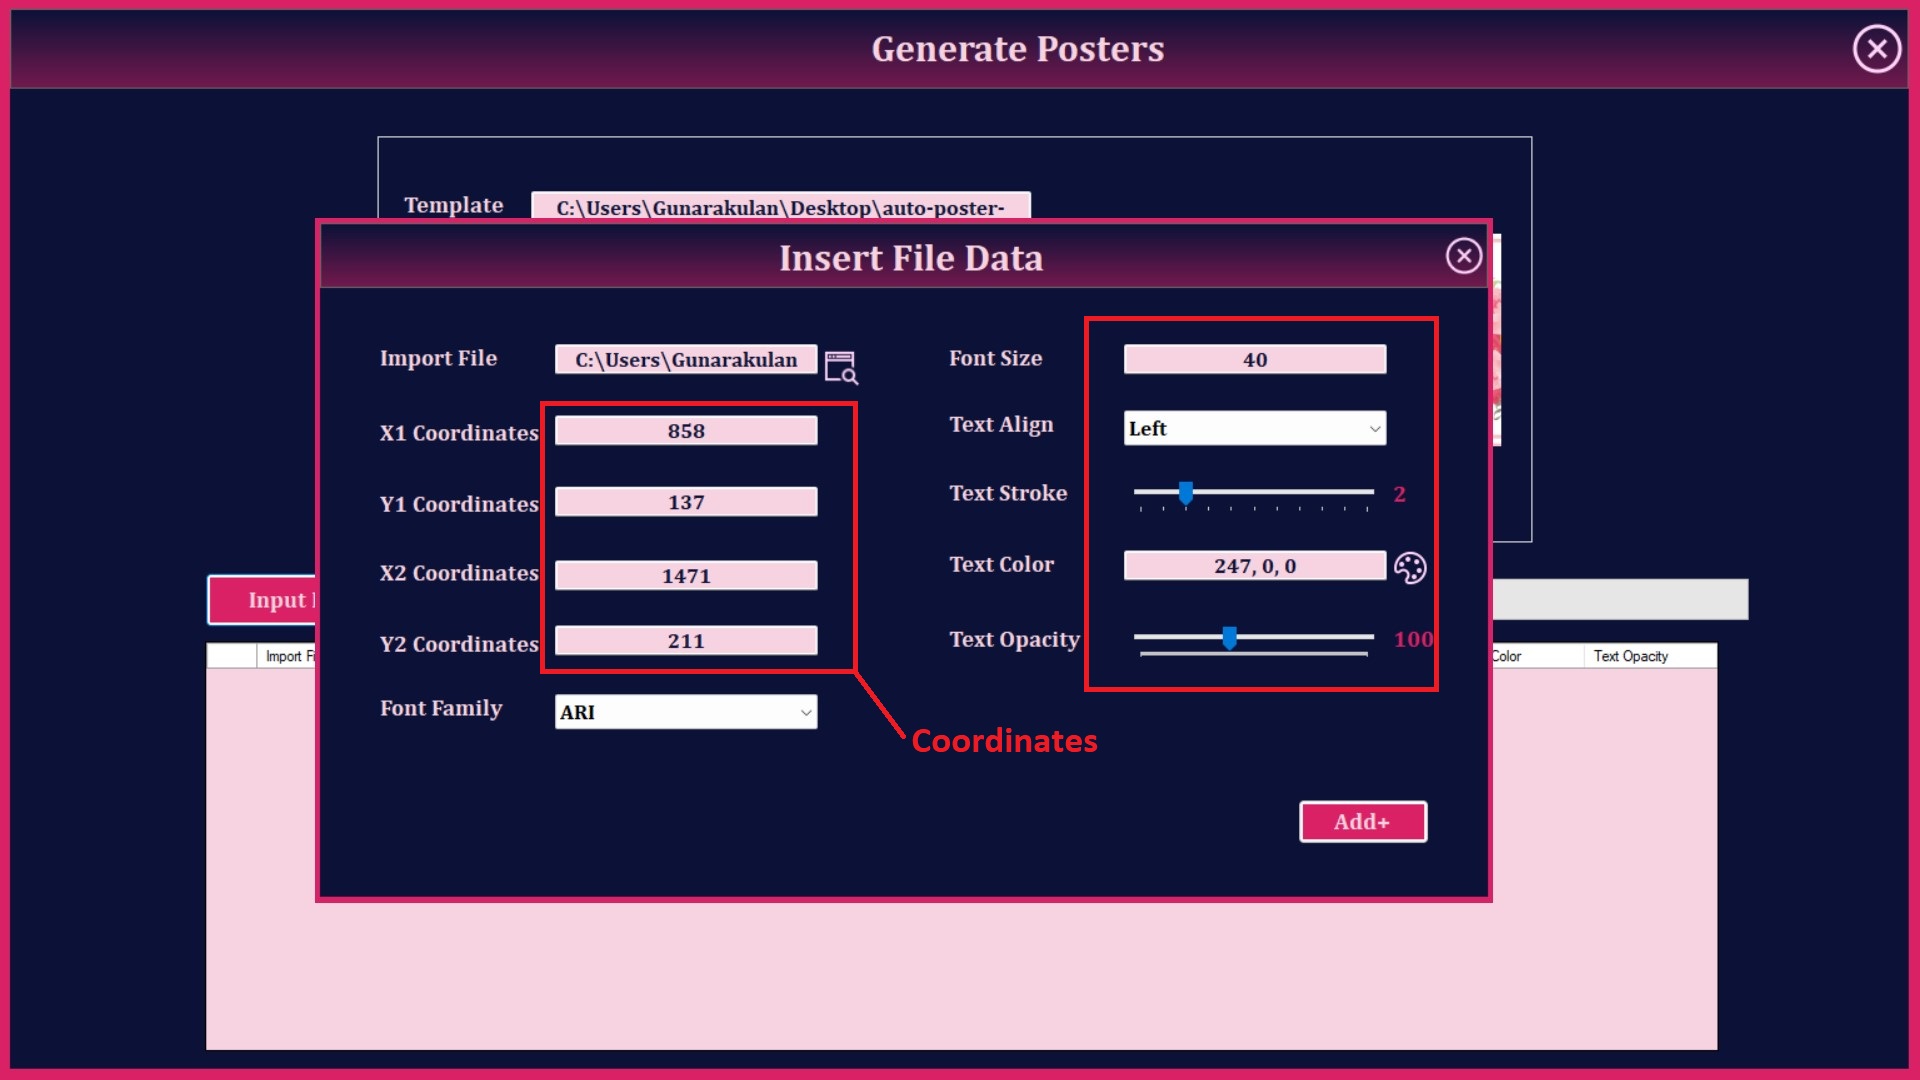 Generate Posters
Template
C:\Users\Gunarakulan\Desktop\auto-poster-
Insert File Data
Import File
C:\Users\Gunarakulan
X1 Coordinates
858
Y1 Coordinates
137
X2 Coordinates
1471
Y2 Coordinates
211
Font Family
ARI
Font Size
40
Text Align
Left
Text Stroke
2
Text Color
247, 0, 0
Text Opacity
100
Coordinates
Add+
Input
Import
Color
Text Opacity